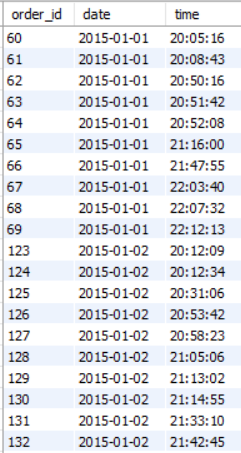 order_id date time
60 2015-01-01 20:05:16
61 2015-01-01 20:08:43
62 2015-01-01 20:50:16
63 2015-01-01 20:51:42
64 2015-01-01 20:52:08
65 2015-01-01 21:16:00
66 2015-01-01 21:47:55
67 2015-01-01 22:03:40
68 2015-01-01 22:07:32
69 2015-01-01 22:12:13
123 2015-01-02 20:12:09
124 2015-01-02 20:12:34
125 2015-01-02 20:31:06
126 2015-01-02 20:53:42
127 2015-01-02 20:58:23
128 2015-01-02 21:05:06
129 2015-01-02 21:13:02
130 2015-01-02 21:14:55
131 2015-01-02 21:33:10
132 2015-01-02 21:42:45